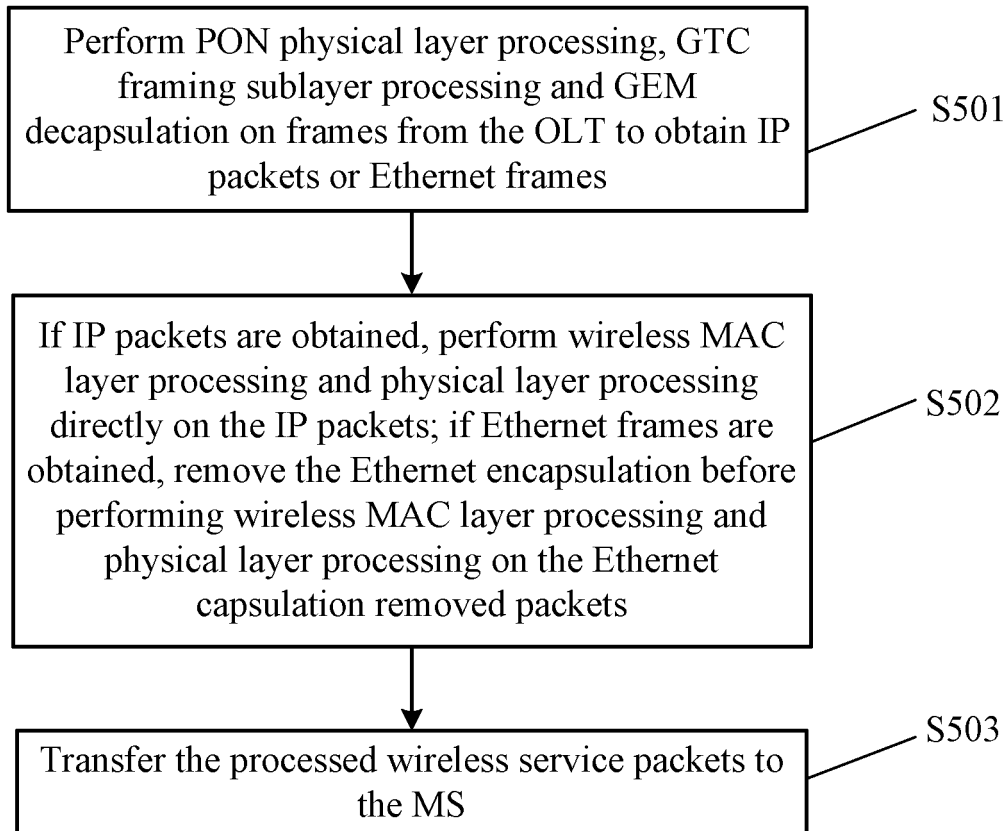 Perform PON physical layer processing, GTC
framing sublayer processing and GEM
decapsulation on frames from the OLT to obtain IP
packets or Ethernet frames
S501
If IP packets are obtained, perform wireless MAC
layer processing and physical layer processing
directly on the IP packets; if Ethernet frames are
obtained, remove the Ethernet encapsulation before
performing wireless MAC layer processing and
physical layer processing on the Ethernet
capsulation removed packets
S502
Transfer the processed wireless service packets to
the MS
S503